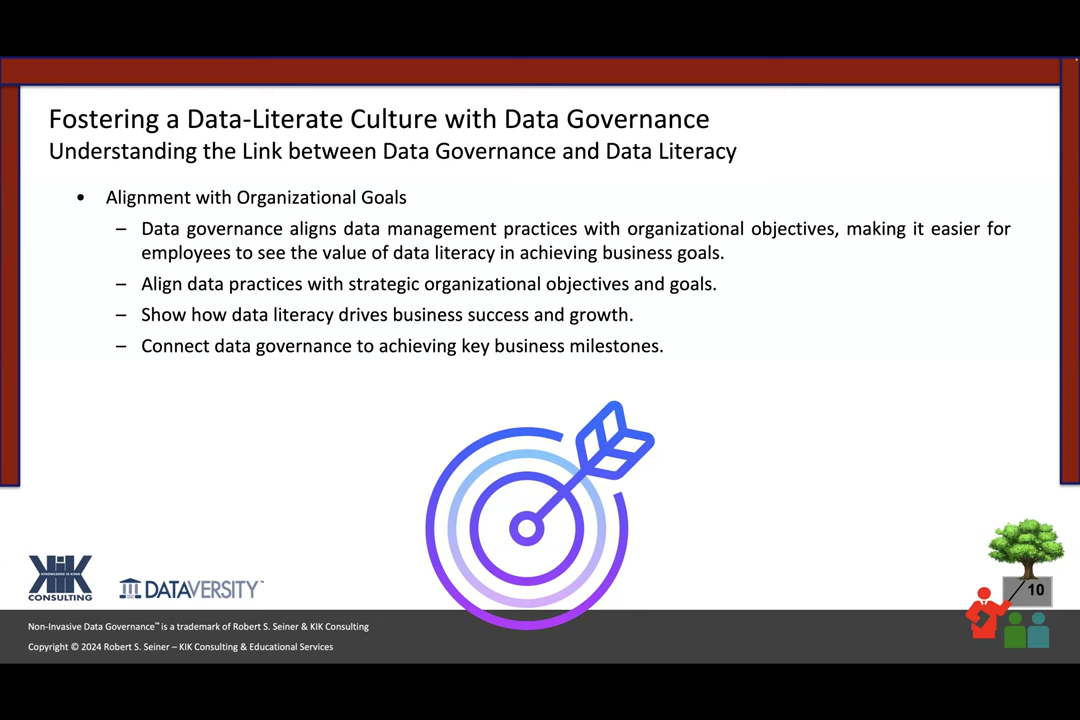 Fostering a Data-Literate Culture with Data Governance
Understanding the Link between Data Governance and Data Literacy
• Alignment with Organizational Goals
– Data governance aligns data management practices with organizational objectives, making it easier for
employees to see the value of data literacy in achieving business goals.
– Align data practices with strategic organizational objectives and goals.
– Show how data literacy drives business success and growth.
– Connect data governance to achieving key business milestones.
KIK
KNOWLEDGE IS KING
CONSULTING
DATAVERSITY™
10
Non-Invasive Data Governance™ is a trademark of Robert S. Seiner & KIK Consulting
Copyright © 2024 Robert S. Seiner – KIK Consulting & Educational Services